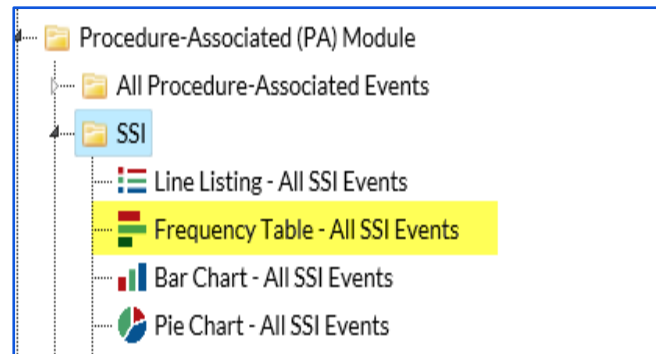 Procedure-Associated (PA) Module
All Procedure-Associated Events
SSI
Line Listing - All SSI Events
Frequency Table - All SSI Events
Bar Chart - All SSI Events
Pie Chart - All SSI Events